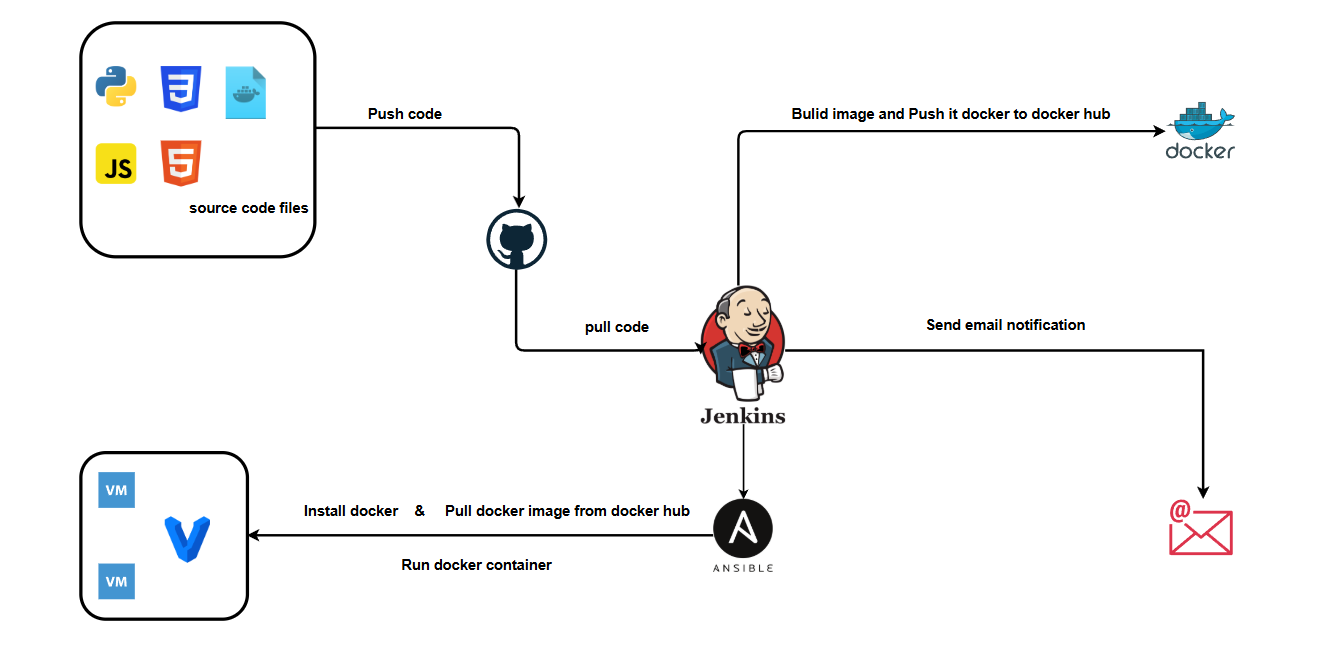 Push code
Bulid image and Push it docker to docker hub
docker
JS
source code files
pull code
Send email notification
Jenkins
VM
Install docker & Pull docker image from docker hub
Run docker container
ANSIBLE
@
VM